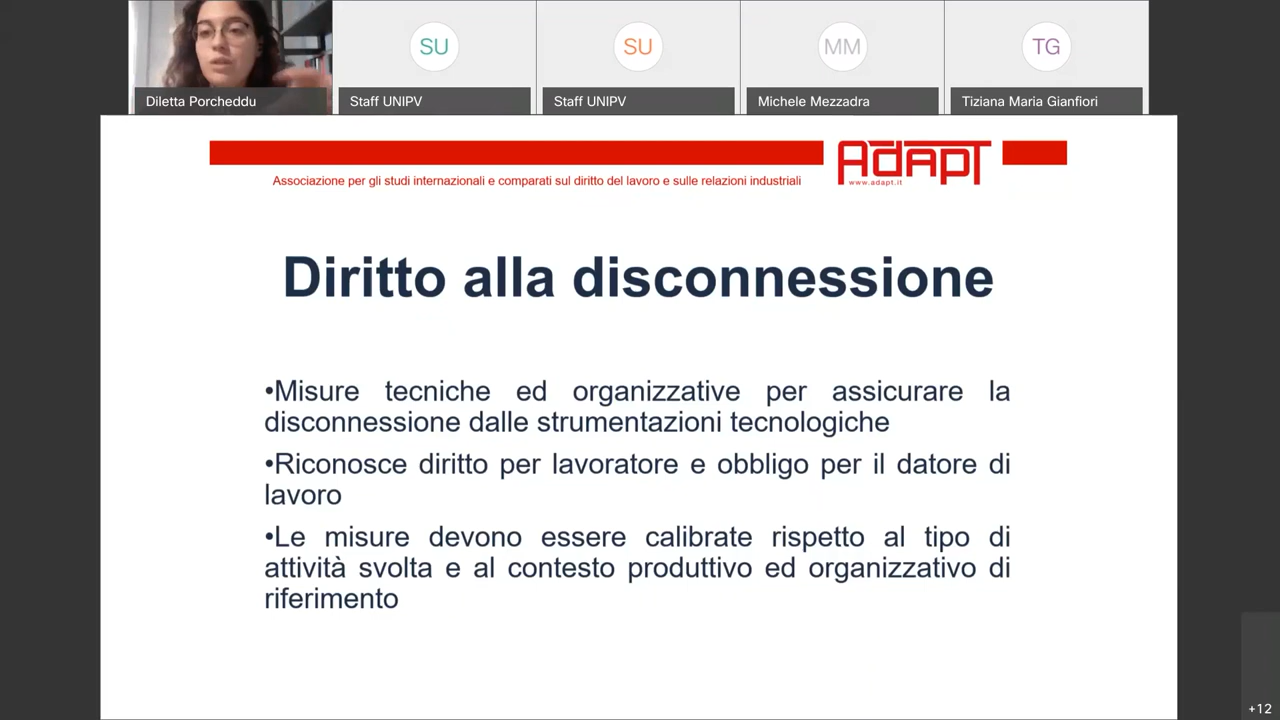 SU
SU
MM
TG
Diletta Porcheddu
Staff UNIPV
Staff UNIPV
Michele Mezzadra
Tiziana Maria Gianfiori
AdAPT
www.adapt.it
Associazione per gli studi internazionali e comparati sul diritto del lavoro e sulle relazioni industriali
Diritto alla disconnessione
•Misure tecniche ed organizzative per assicurare la
disconnessione dalle strumentazioni tecnologiche
•Riconosce diritto per lavoratore e obbligo per il datore di
lavoro
•Le misure devono essere calibrate rispetto al tipo di
attività svolta e al contesto produttivo ed organizzativo di
riferimento
+12